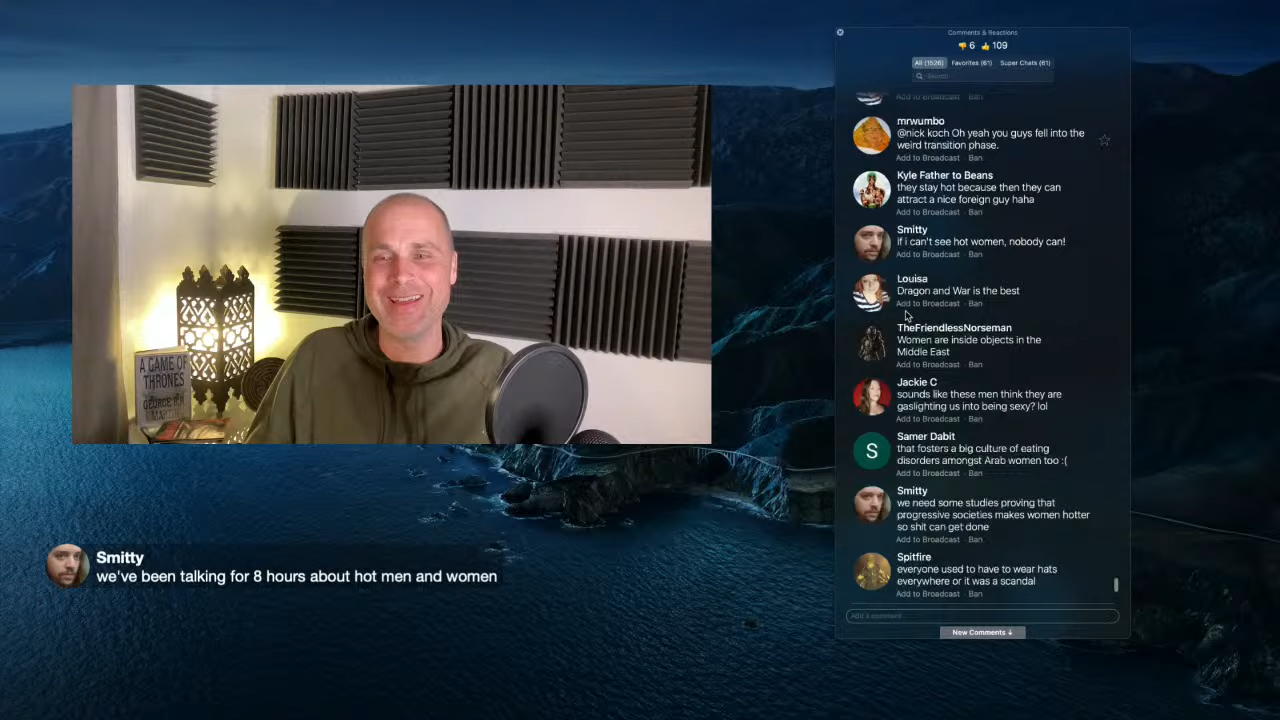 A GAME OF
THRONES
GEORGE R.R.
MARTIN
Smitty
we've been talking for 8 hours about hot men and women
Comments & Reactions
6 109
All (1526) Favorites (61) Super Chats (61)
Search
Add to Broadcast · Ban
mrwumbo
@nick koch Oh yeah you guys fell into the
weird transition phase.
Add to Broadcast · Ban
Kyle Father to Beans
they stay hot because then they can
attract a nice foreign guy haha
Add to Broadcast · Ban
Smitty
if i can't see hot women, nobody can!
Add to Broadcast · Ban
Louisa
Dragon and War is the best
Add to Broadcast · Ban
TheFriendlessNorseman
Women are inside objects in the
Middle East
Add to Broadcast · Ban
Jackie C
sounds like these men think they are
gaslighting us into being sexy? lol
Add to Broadcast · Ban
S
Samer Dabit
that fosters a big culture of eating
disorders amongst Arab women too :(
Add to Broadcast · Ban
Smitty
we need some studies proving that
progressive societies makes women hotter
so shit can get done
Add to Broadcast · Ban
Spitfire
everyone used to have to wear hats
everywhere or it was a scandal
Add to Broadcast · Ban
Add a comment
New Comments ↓